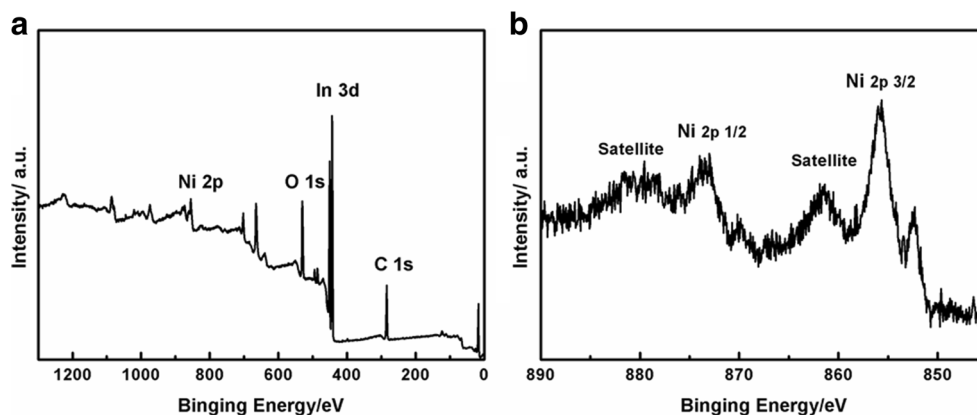 a
Intensity/ a.u.
In 3d
Ni 2p
O 1s
C 1s
1200 1000 800 600 400 200 0
Binging Energy/eV
b
Intensity/ a.u.
Ni 2p 3/2
Ni 2p 1/2
Satellite
Satellite
890 880 870 860 850
Binging Energy/eV